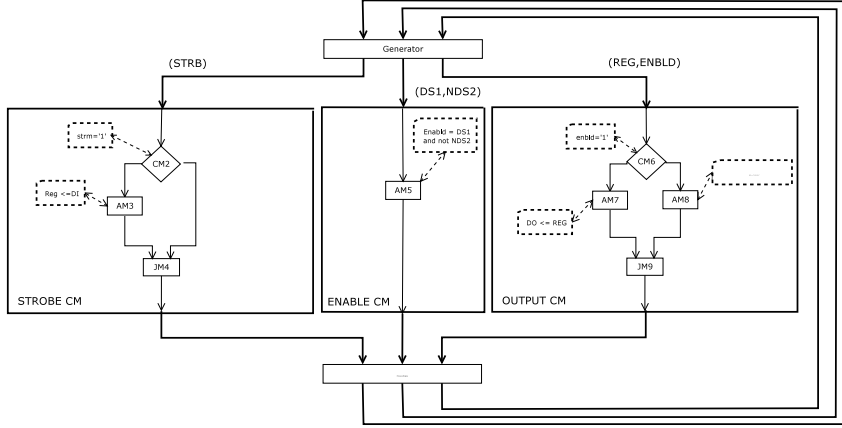 Generator
(STRB)
(REG,ENBLD)
(DS1,NDS2)
strm='1'
CM2
Reg <=DI
AM3
JM4
STROBE CM
Enabld = DS1
and not NDS2
AM5
ENABLE CM
enbld='1'
CM6
AM7
AM8
DO <= REG
JM9
OUTPUT CM